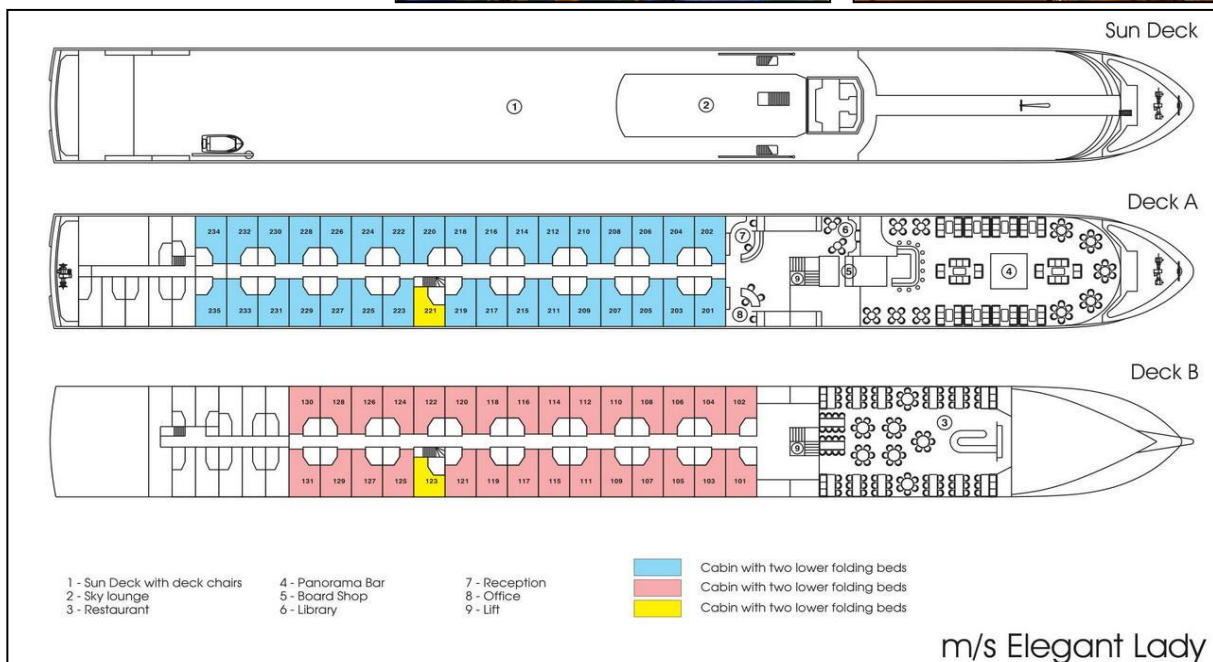 Sun Deck
1
2
Deck A
234 232 230 228 226 224 222 220 218 216 214 212 210 208 206 204 202
7
6
9
5
4
235 233 231 229 227 225 223 221 219 217 215 211 209 207 205 203 201
8
Deck B
130 128 126 124 122 120 118 116 114 112 110 108 106 104 102
3
9
131 129 127 125 123 121 119 117 115 111 109 107 105 103 101
1 - Sun Deck with deck chairs
2 - Sky lounge
3 - Restaurant
4 - Panorama Bar
5 - Board Shop
6 - Library
7 - Reception
8 - Office
9 - Lift
Cabin with two lower folding beds
Cabin with two lower folding beds
Cabin with two lower folding beds
m/s Elegant Lady